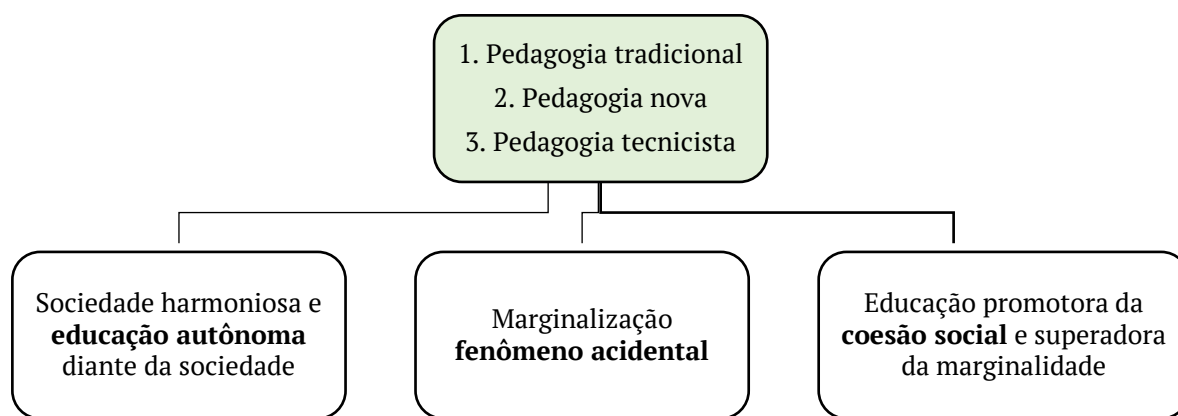 1. Pedagogia tradicional
2. Pedagogia nova
3. Pedagogia tecnicista
Sociedade harmoniosa e
educação autônoma
diante da sociedade
Marginalização
fenômeno acidental
Educação promotora da
coesão social e superadora
da marginalidade